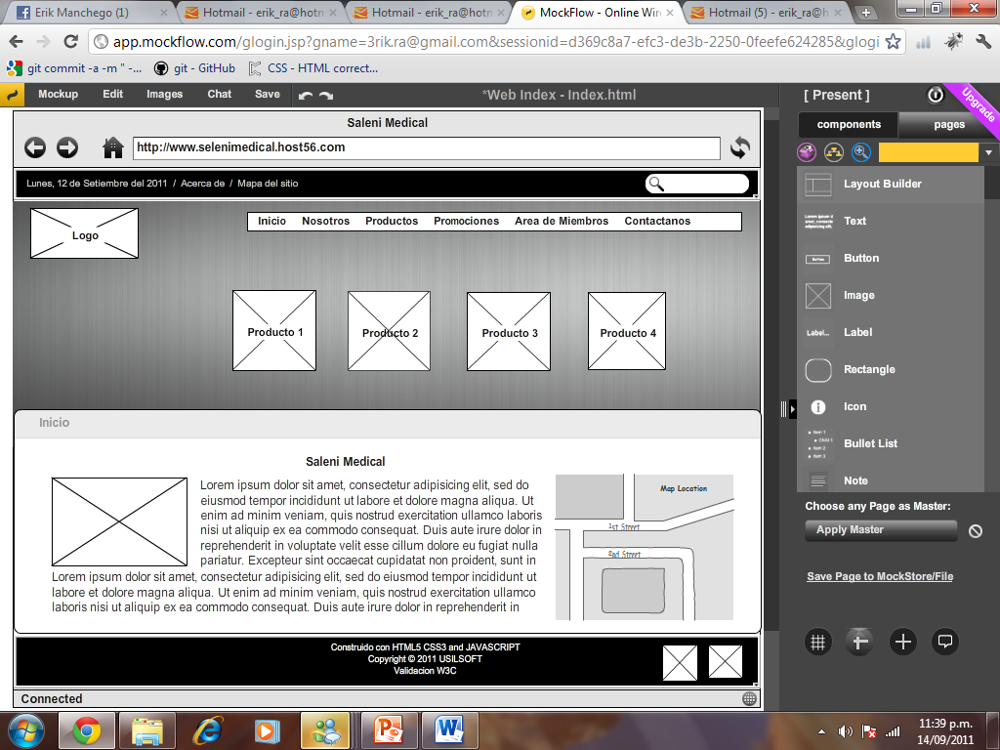 Erik Manchego (1)
Hotmail - erik_ra@hotm
Hotmail - erik_ra@hotm
MockFlow - Online Wir
Hotmail (5) - erik_ra@h
app.mockflow.com/glogin.jsp?gname=3rik.ra@gmail.com&sessionid=d369c8a7-efc3-de3b-2250-0feefe624285&glogi
git commit -a -m " -...
git - GitHub
CSS - HTML correct...
Mockup Edit Images Chat Save
*Web Index - Index.html
[ Present ]
Upgrade
components pages
Saleni Medical
http://www.selenimedical.host56.com
Lunes, 12 de Setiembre del 2011 / Acerca de / Mapa del sitio
Logo
Inicio Nosotros Productos Promociones Area de Miembros Contactanos
Producto 1
Producto 2
Producto 3
Producto 4
Inicio
Saleni Medical
Lorem ipsum dolor sit amet, consectetur adipisicing elit, sed do
eiusmod tempor incididunt ut labore et dolore magna aliqua. Ut
enim ad minim veniam, quis nostrud exercitation ullamco laboris
nisi ut aliquip ex ea commodo consequat. Duis aute irure dolor in
reprehenderit in voluptate velit esse cillum dolore eu fugiat nulla
pariatur. Excepteur sint occaecat cupidatat non proident, sunt in
Lorem ipsum dolor sit amet, consectetur adipisicing elit, sed do eiusmod tempor incididunt ut
labore et dolore magna aliqua. Ut enim ad minim veniam, quis nostrud exercitation ullamco
laboris nisi ut aliquip ex ea commodo consequat. Duis aute irure dolor in reprehenderit in
Map Location
1st Street
2nd Street
Construido con HTML5 CSS3 and JAVASCRIPT
Copyright © 2011 USILSOFT
Validacion W3C
Connected
Layout Builder
Text
Button
Image
Label...
Label
Rectangle
Icon
Bullet List
Note
Choose any Page as Master:
Apply Master
Save Page to MockStore/File
11:39 p.m.
14/09/2011